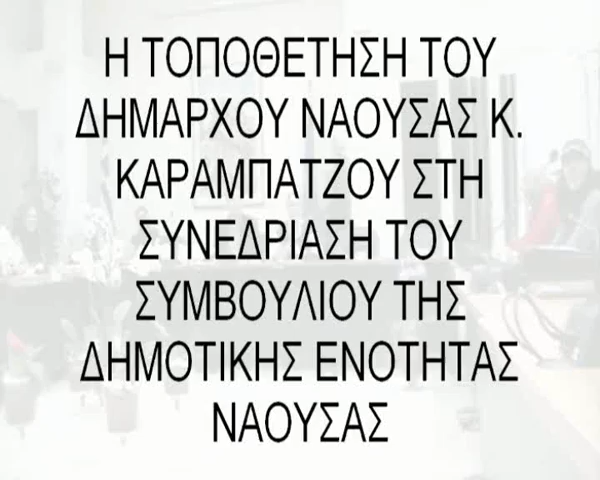 Η ΤΟΠΟΘΕΤΗΣΗ ΤΟΥ
ΔΗΜΑΡΧΟΥ ΝΑΟΥΣΑΣ Κ.
ΚΑΡΑΜΠΑΤΖΟΥ ΣΤΗ
ΣΥΝΕΔΡΙΑΣΗ ΤΟΥ
ΣΥΜΒΟΥΛΙΟΥ ΤΗΣ
ΔΗΜΟΤΙΚΗΣ ΕΝΟΤΗΤΑΣ
ΝΑΟΥΣΑΣ